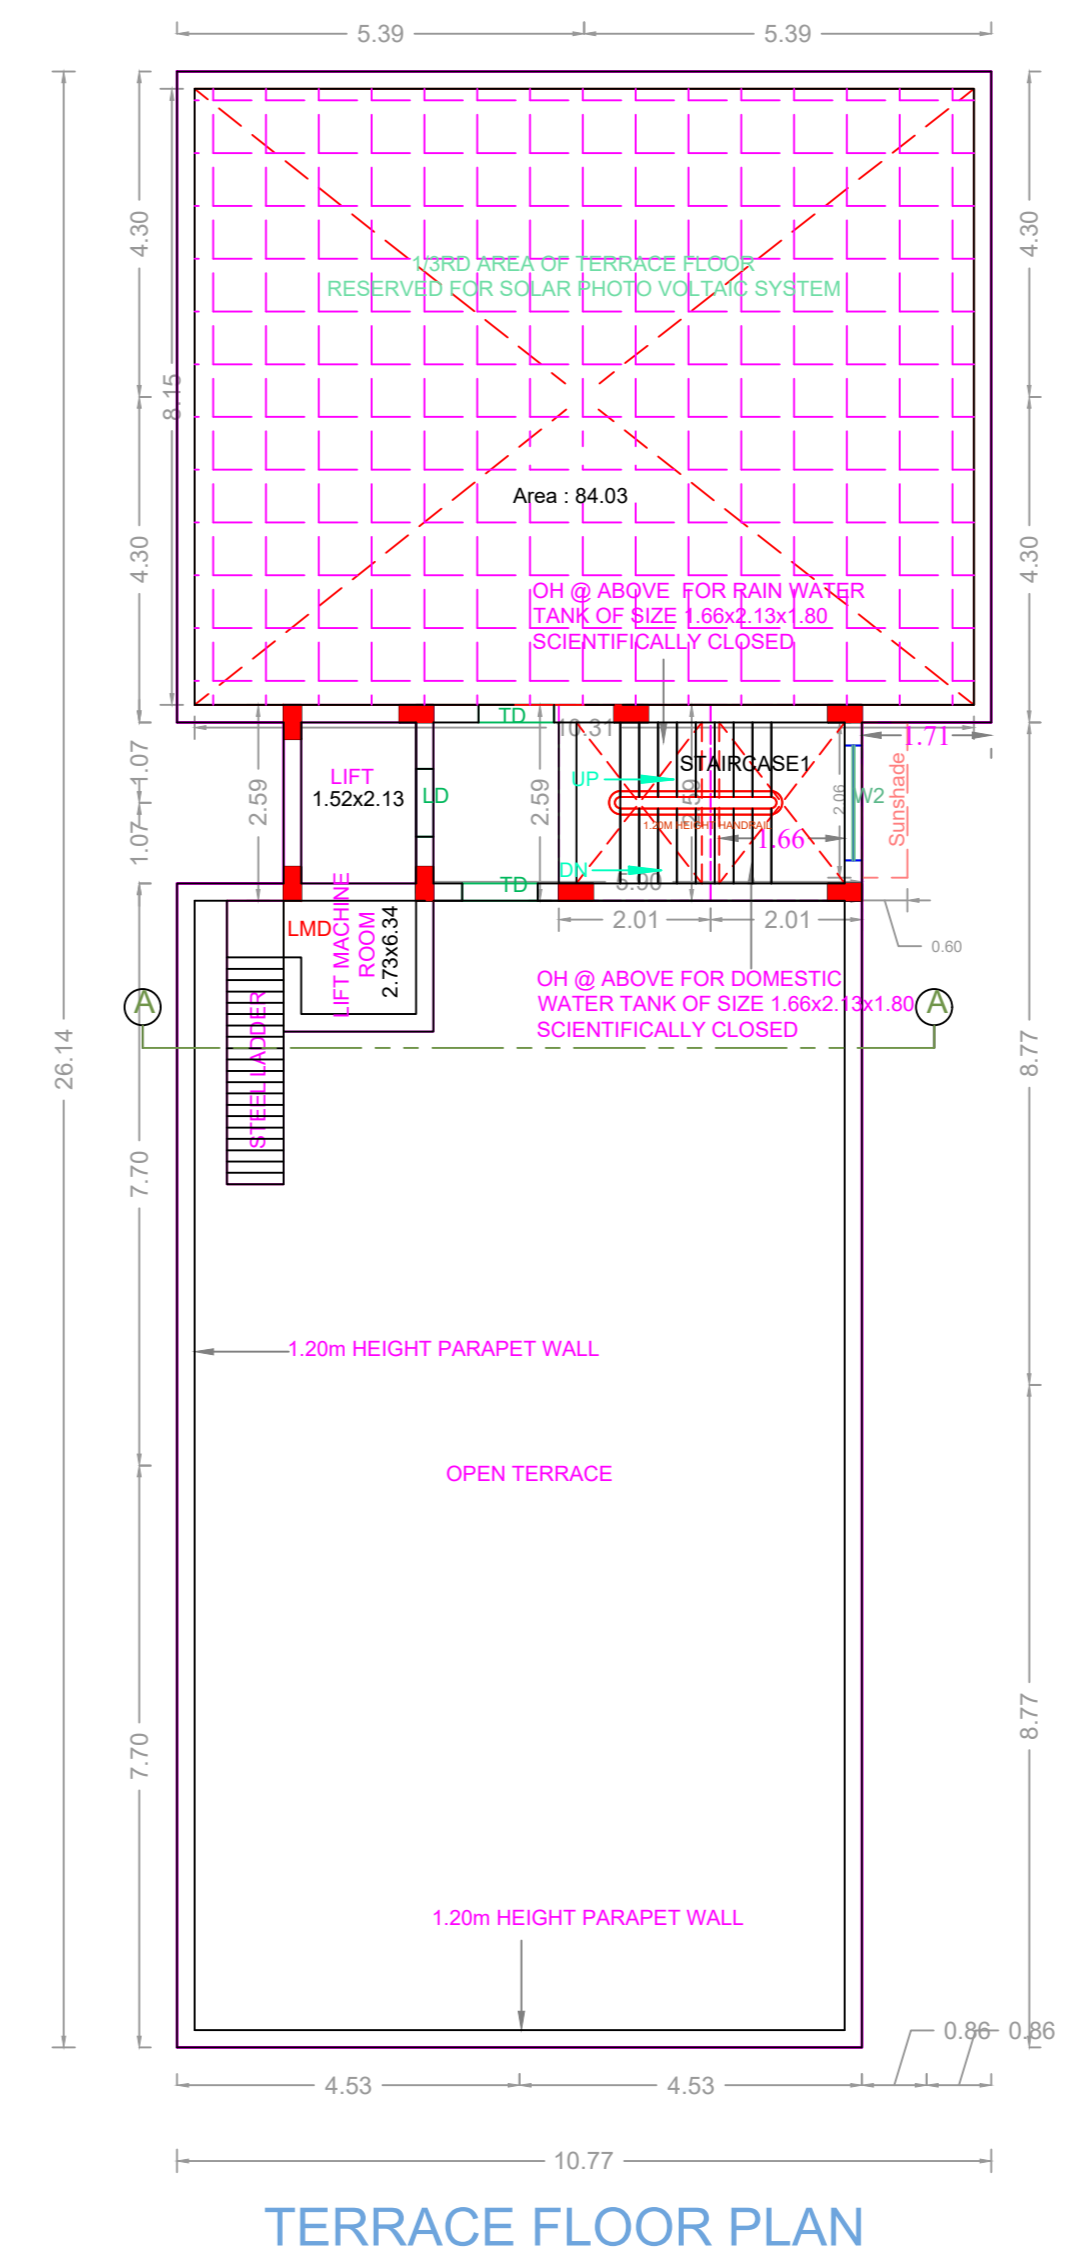 5.39 5.39
4.30 4.30
1/3RD AREA OF TERRACE FLOOR
RESERVED FOR SOLAR PHOTO VOLTAIC SYSTEM
8.15
Area : 84.03
4.30 4.30
OH @ ABOVE FOR RAIN WATER
TANK OF SIZE 1.66x2.13x1.80
SCIENTIFICALLY CLOSED
TD
10.31
1.71
1.07
1.07
2.59
LIFT
1.52x2.13
LD
2.59
UP
STAIRCASE1
2.59
2.06
W2
Sunshade
1.20M HEIGHT HANDRAIL
1.66
DN
TD
2.01 2.01
0.60
LMD
LIFT MACHINE
ROOM
2.73x6.34
OH @ ABOVE FOR DOMESTIC
WATER TANK OF SIZE 1.66x2.13x1.80
SCIENTIFICALLY CLOSED
A A
STEEL LADDER
26.14
7.70
8.77
1.20m HEIGHT PARAPET WALL
OPEN TERRACE
7.70
8.77
1.20m HEIGHT PARAPET WALL
0.86 0.86
4.53 4.53
10.77
TERRACE FLOOR PLAN